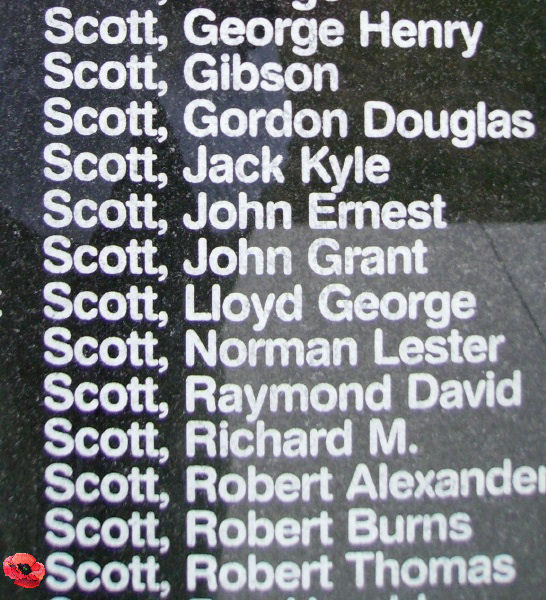 Scott, George Henry
Scott, Gibson
Scott, Gordon Douglas
Scott, Jack Kyle
Scott, John Ernest
Scott, John Grant
Scott, Lloyd George
Scott, Norman Lester
Scott, Raymond David
Scott, Richard M.
Scott, Robert Alexander
Scott, Robert Burns
Scott, Robert Thomas